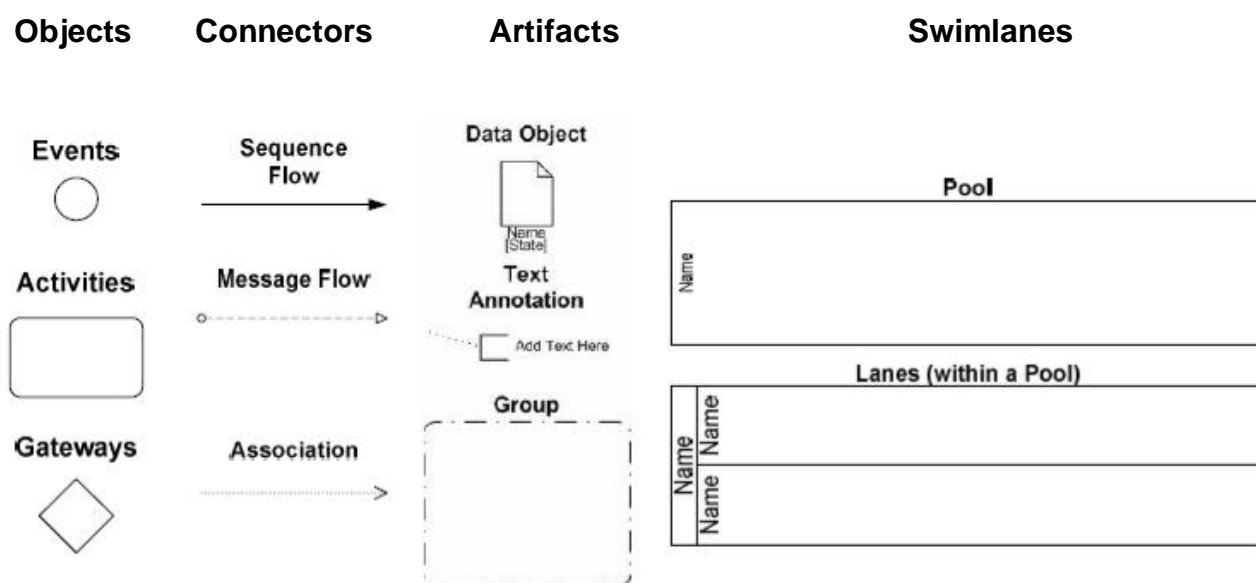 Objects
Connectors
Artifacts
Swimlanes
Events
Activities
Gateways
Sequence
Flow
Message Flow
Association
Data Object
Name
[State]
Text
Annotation
Add Text Here
Group
Pool
Name
Lanes (within a Pool)
Name
Name
Name